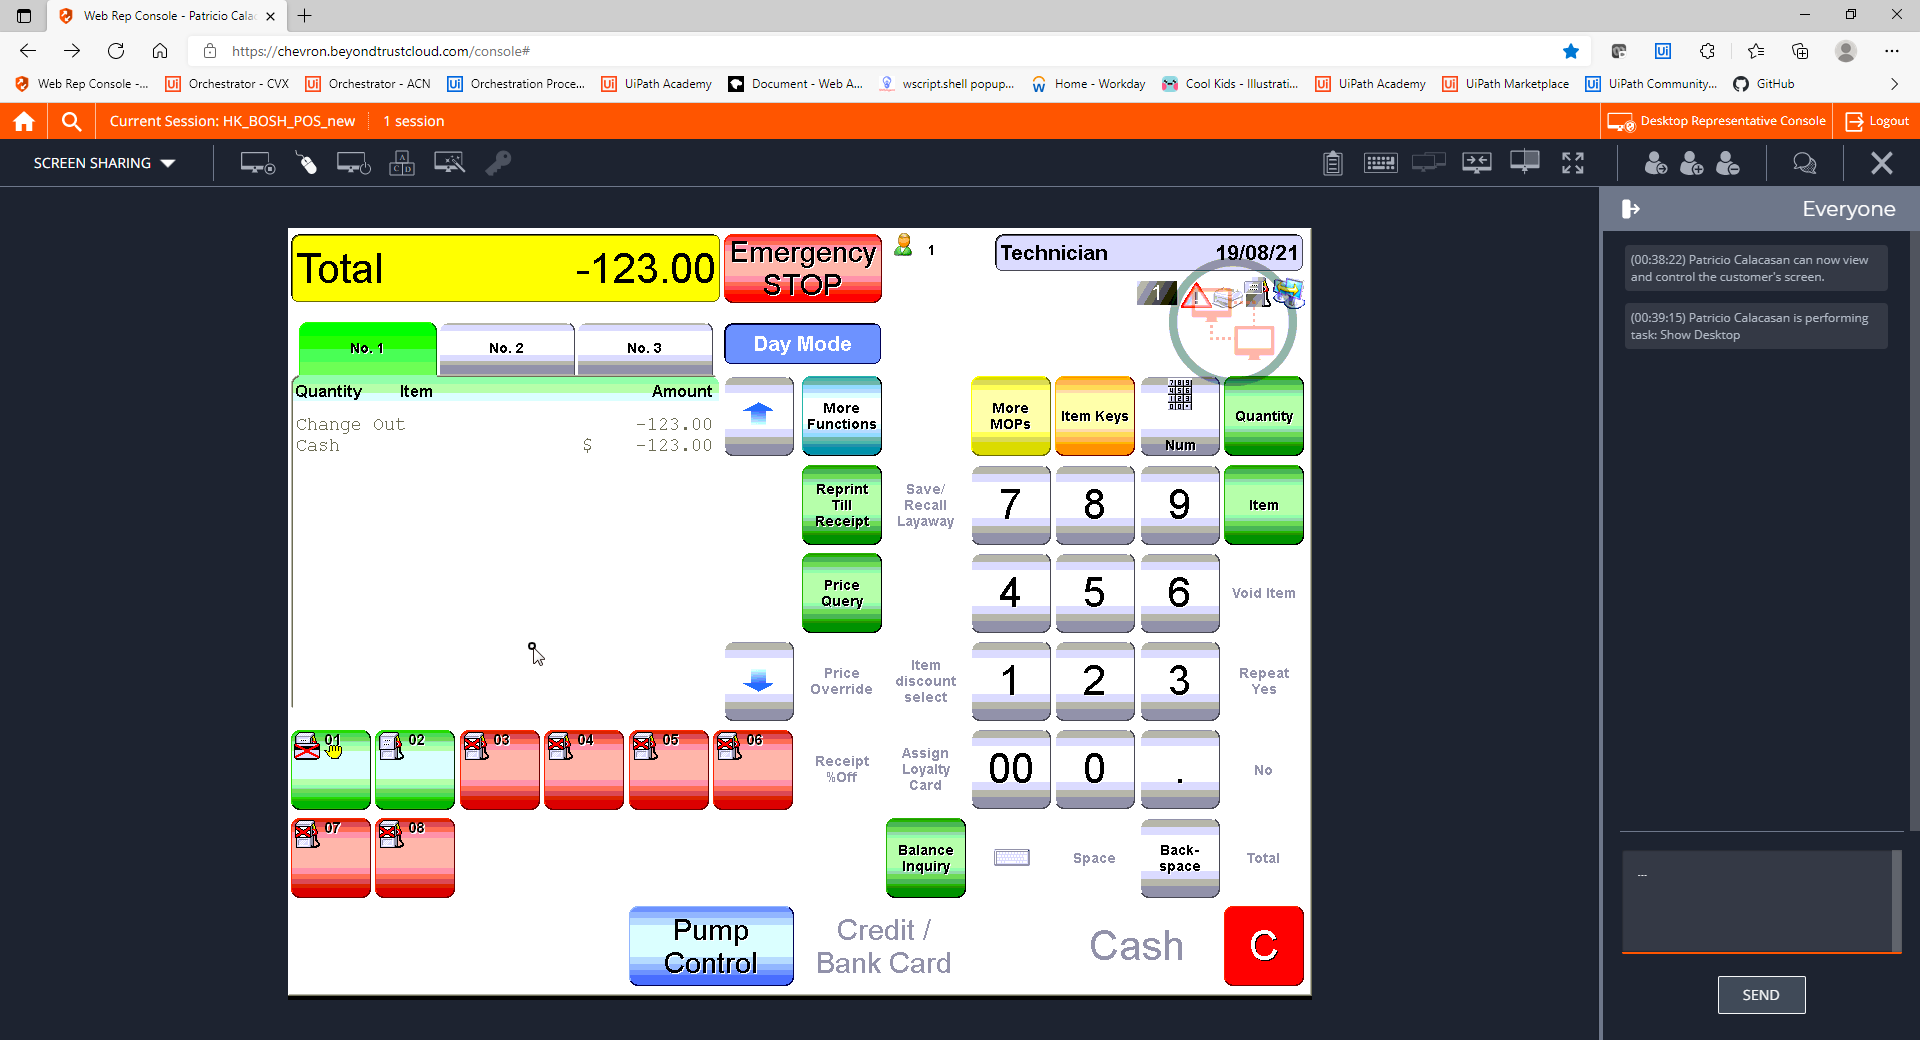 Web Rep Console - Patricio Cala
https://chevron.beyondtrustcloud.com/console#
Web Rep Console -... Orchestrator - CVX Orchestrator - ACN Orchestration Proce... UiPath Academy Document - Web A... wscript.shell popup... Home - Workday Cool Kids - Illustrati... UiPath Academy UiPath Marketplace UiPath Community... GitHub
Current Session: HK_BOSH_POS_new 1 session Desktop Representative Console Logout
SCREEN SHARING
Everyone
(00:38:22) Patricio Calacasan can now view
and control the customer's screen.
(00:39:15) Patricio Calacasan is performing
task: Show Desktop
Total -123.00
Emergency
STOP
1
Technician 19/08/21
1
No. 1 No. 2 No. 3
Day Mode
Quantity Item Amount
Change Out -123.00
Cash $ -123.00
More
Functions
More
MOPs
Item Keys
Num
Quantity
Reprint
Till
Receipt
Save/
Recall
Layaway
7 8 9
Item
Price
Query
4 5 6
Void Item
Price
Override
Item
discount
select
1 2 3
Repeat
Yes
01 02 03 04 05 06
Receipt
%Off
Assign
Loyalty
Card
00 0 .
No
07 08
Balance
Inquiry
Space
Back-
space
Total
Pump
Control
Credit /
Bank Card
Cash
C
SEND